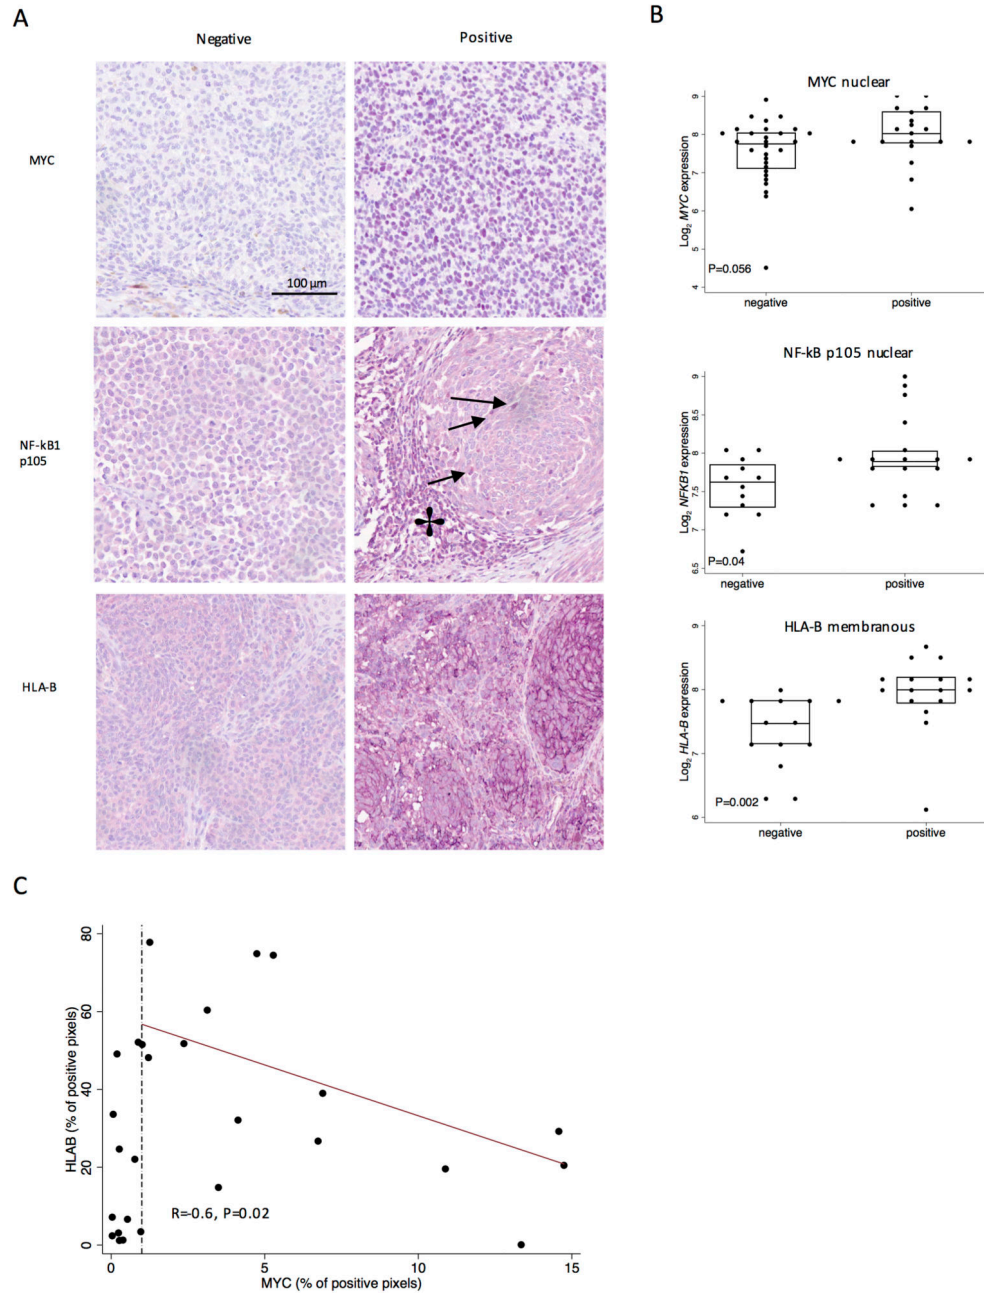 A
Negative
Positive
MYC
100 µm
NF-kB1
p105
HLA-B
B
MYC nuclear
Log2 MYC expression
9
8
7
6
5
4
P=0.056
negative
positive
NF-kB p105 nuclear
Log2 NFKB1 expression
9
8.5
8
7.5
7
6.5
P=0.04
negative
positive
HLA-B membranous
Log2 HLA-B expression
9
8
7
6
P=0.002
negative
positive
C
HLAB (% of positive pixels)
80
60
40
20
0
R=-0.6, P=0.02
0
5
10
15
MYC (% of positive pixels)